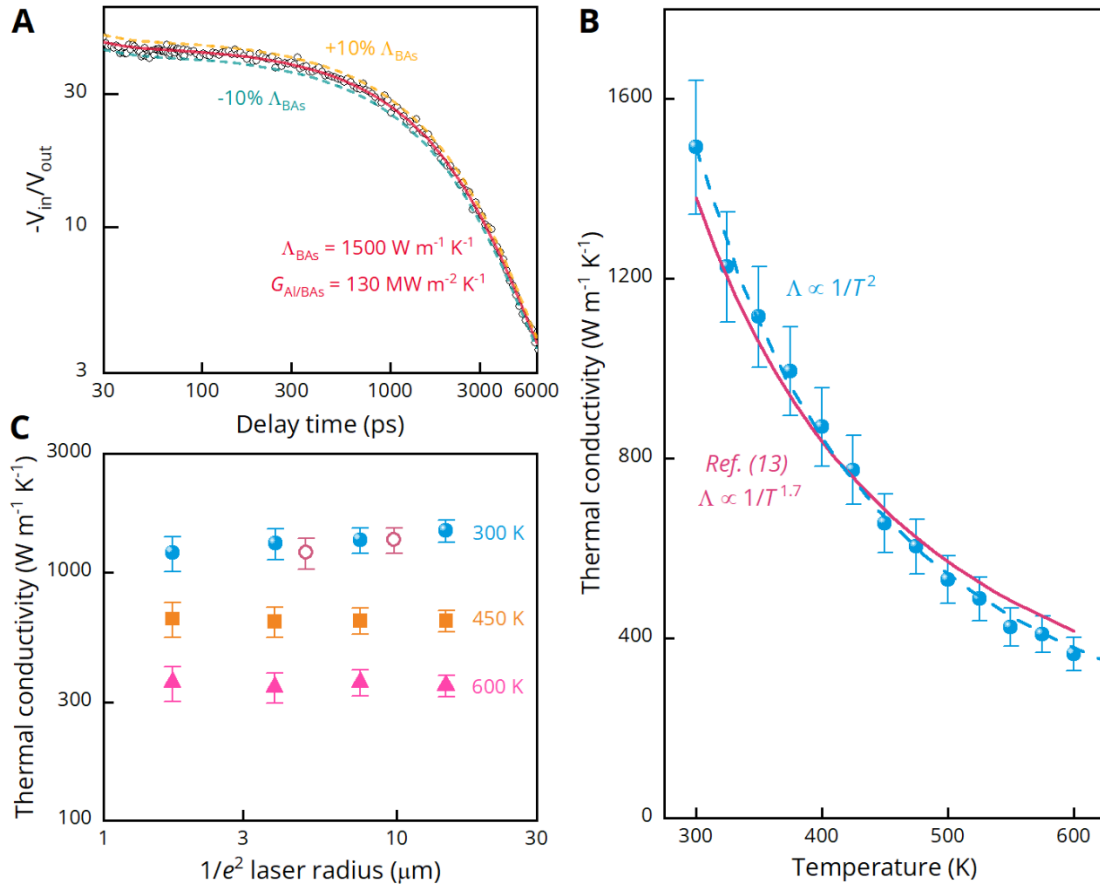 A
+10% Λ_BAs
-10% Λ_BAs
30
10
3
-V_in/V_out
Λ_BAs = 1500 W m⁻¹ K⁻¹
G_Al/BAs = 130 MW m⁻² K⁻¹
30
100
300
1000
3000
6000
Delay time (ps)
C
3000
1000
300
100
Thermal conductivity (W m⁻¹ K⁻¹)
300 K
450 K
600 K
1
3
10
30
1/e² laser radius (μm)
B
1600
1200
800
400
0
Thermal conductivity (W m⁻¹ K⁻¹)
Λ ∝ 1/T²
Ref. (13)
Λ ∝ 1/T¹·⁷
300
400
500
600
Temperature (K)